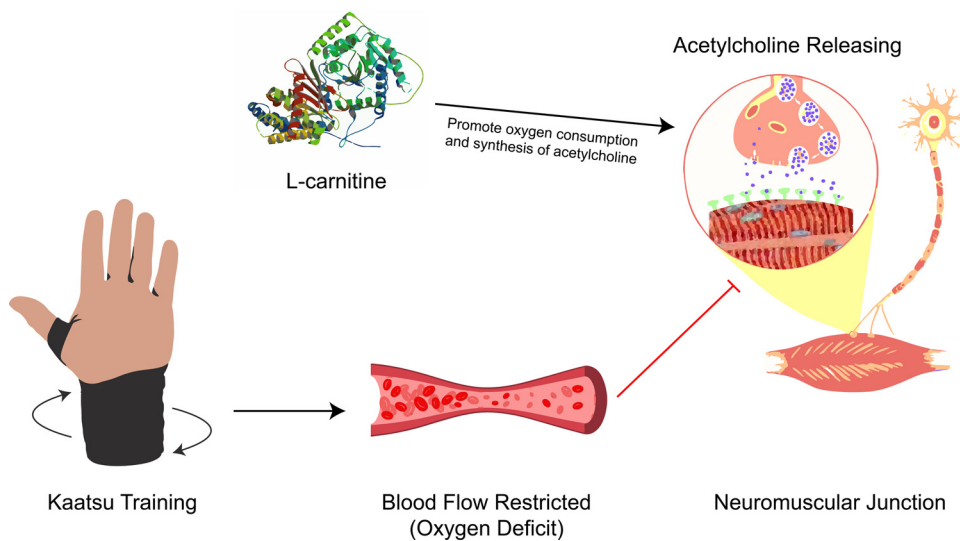 Acetylcholine Releasing
Promote oxygen consumption
and synthesis of acetylcholine
L-carnitine
Kaatsu Training
Blood Flow Restricted
(Oxygen Deficit)
Neuromuscular Junction